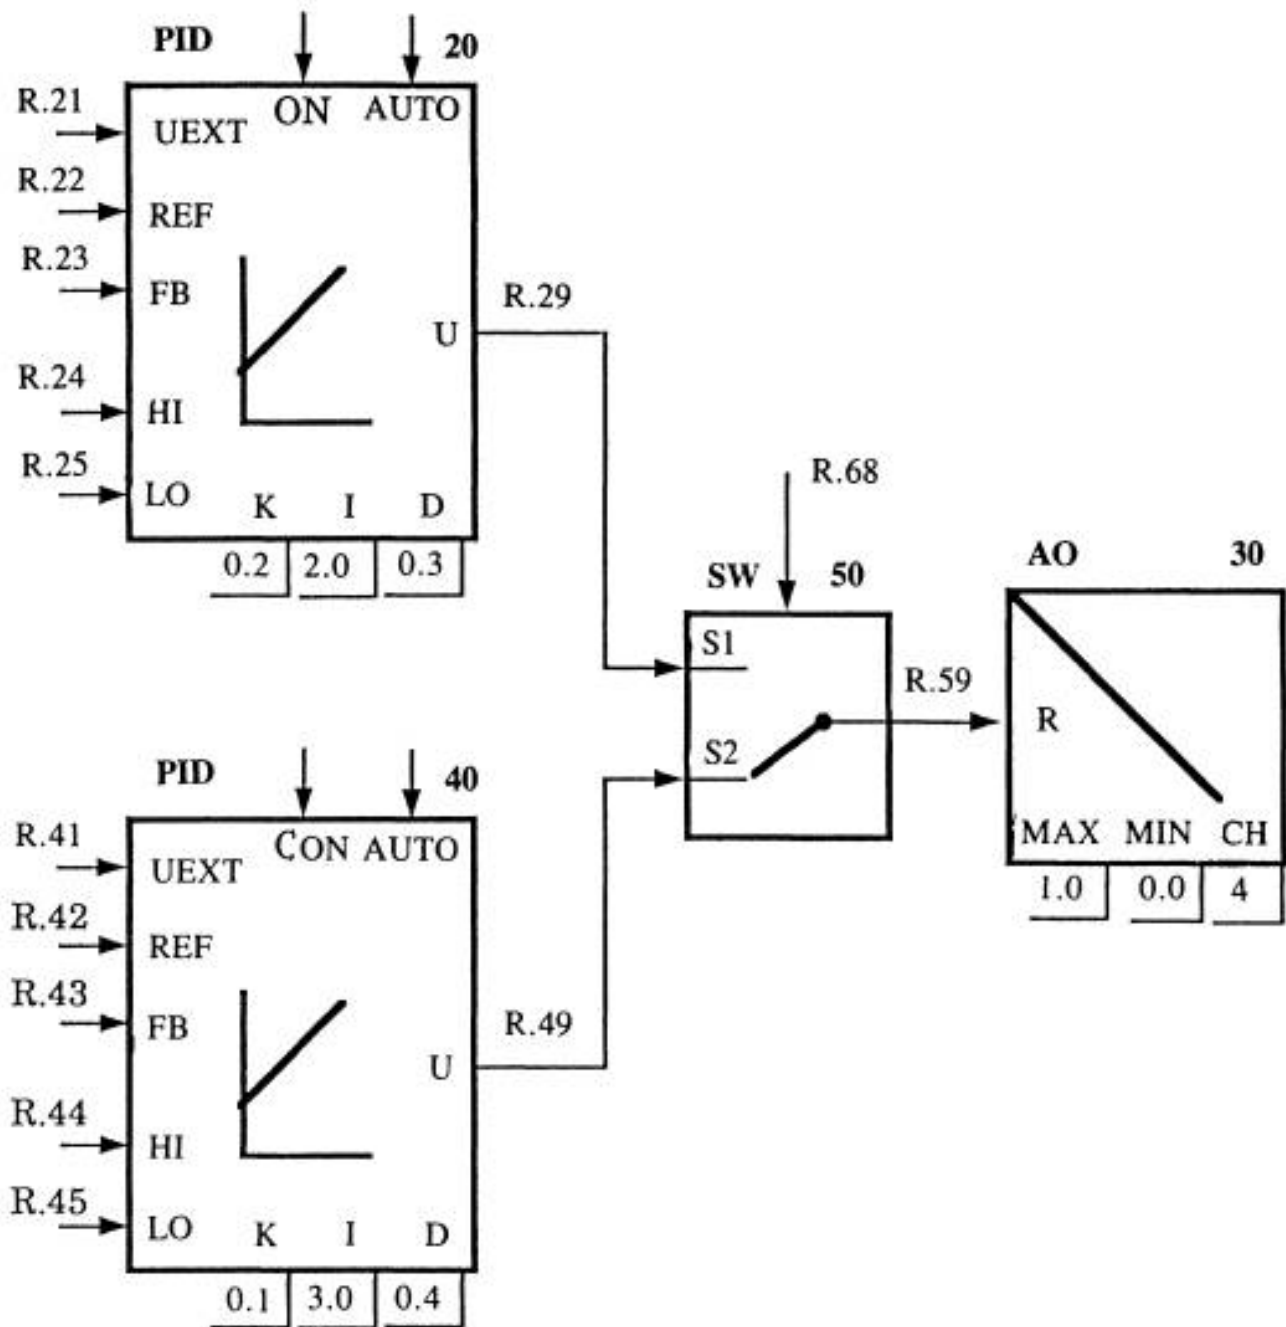 PID 20
R.21
ON AUTO
UEXT
R.22
REF
R.23
FB
R.29
U
R.24
HI
R.25
LO
K I D
0.2 2.0 0.3
R.68
SW 50
S1
S2
R.59
AO 30
R
MAX MIN CH
1.0 0.0 4
PID 40
R.41
CON AUTO
UEXT
R.42
REF
R.43
FB
R.49
U
R.44
HI
R.45
LO
K I D
0.1 3.0 0.4